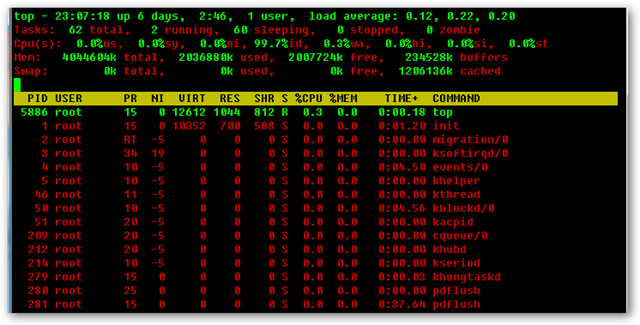 top - 23:07:18 up 6 days,  2:46,  1 user,  load average: 0.12, 0.22, 0.20
Tasks:  62 total,   2 running,  60 sleeping,   0 stopped,   0 zombie
Cpu(s):  0.0%us,  0.0%sy,  0.0%ni, 99.7%id,  0.3%wa,  0.0%hi,  0.0%si,  0.0%st
Mem:   4044604k total,  2036880k used,  2007724k free,   234528k buffers
Swap:        0k total,        0k used,        0k free,  1206136k cached
PID USER      PR  NI  VIRT  RES  SHR S %CPU %MEM    TIME+  COMMAND
5886 root      15   0 12612 1044  812 R  0.3  0.0   0:00.18 top
1 root      15   0 10352  700  588 S  0.0  0.0   0:01.20 init
2 root      RT  -5     0    0    0 S  0.0  0.0   0:00.00 migration/0
3 root      34  19     0    0    0 S  0.0  0.0   0:00.00 ksoftirqd/0
4 root      10  -5     0    0    0 S  0.0  0.0   0:04.50 events/0
5 root      10  -5     0    0    0 S  0.0  0.0   0:00.00 khelper
46 root      11  -5     0    0    0 S  0.0  0.0   0:00.00 kthread
50 root      10  -5     0    0    0 S  0.0  0.0   0:04.56 kblockd/0
51 root      20  -5     0    0    0 S  0.0  0.0   0:00.00 kacpid
209 root      20  -5     0    0    0 S  0.0  0.0   0:00.00 cqueue/0
212 root      20  -5     0    0    0 S  0.0  0.0   0:00.00 khubd
214 root      10  -5     0    0    0 S  0.0  0.0   0:00.00 kseriod
279 root      15   0     0    0    0 S  0.0  0.0   0:00.03 khungtaskd
280 root      25   0     0    0    0 S  0.0  0.0   0:00.00 pdflush
281 root      15   0     0    0    0 S  0.0  0.0   0:37.64 pdflush